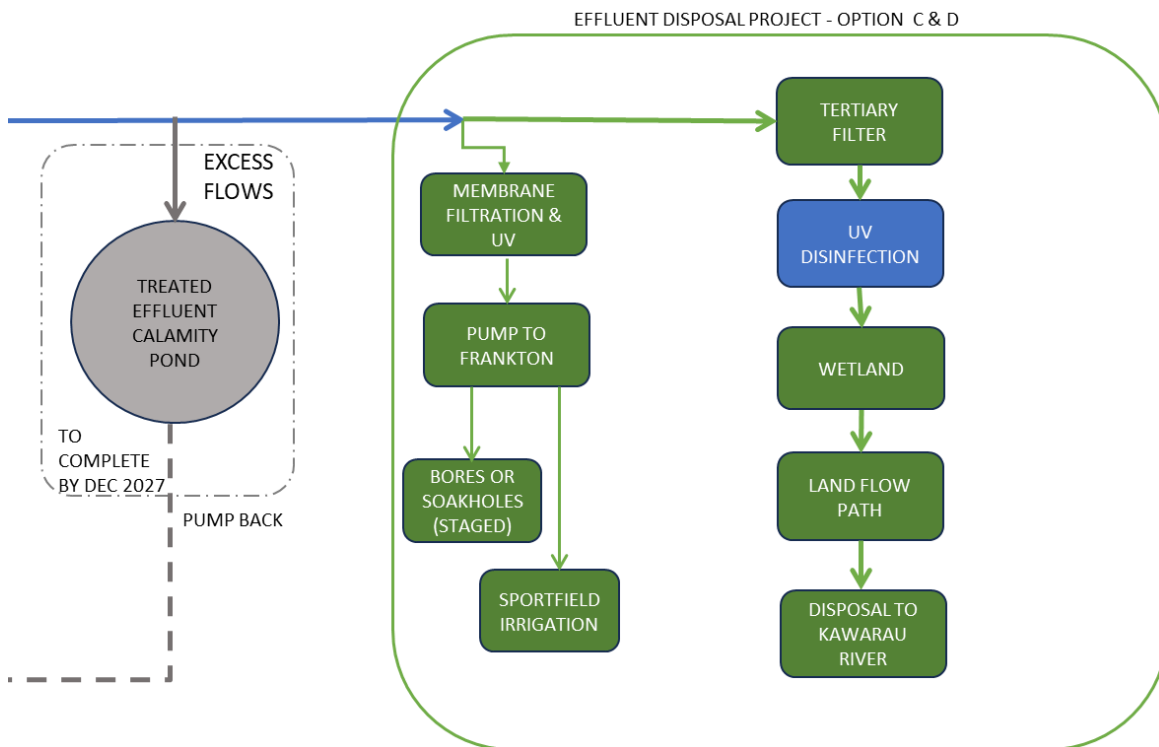 EFFLUENT DISPOSAL PROJECT - OPTION C & D
EXCESS
FLOWS
TREATED
EFFLUENT
CALAMITY
POND
TO
COMPLETE
BY DEC 2027
PUMP BACK
MEMBRANE
FILTRATION &
UV
PUMP TO
FRANKTON
BORES OR
SOAKHOLES
(STAGED)
SPORTFIELD
IRRIGATION
TERTIARY
FILTER
UV
DISINFECTION
WETLAND
LAND FLOW
PATH
DISPOSAL TO
KAWARAU
RIVER